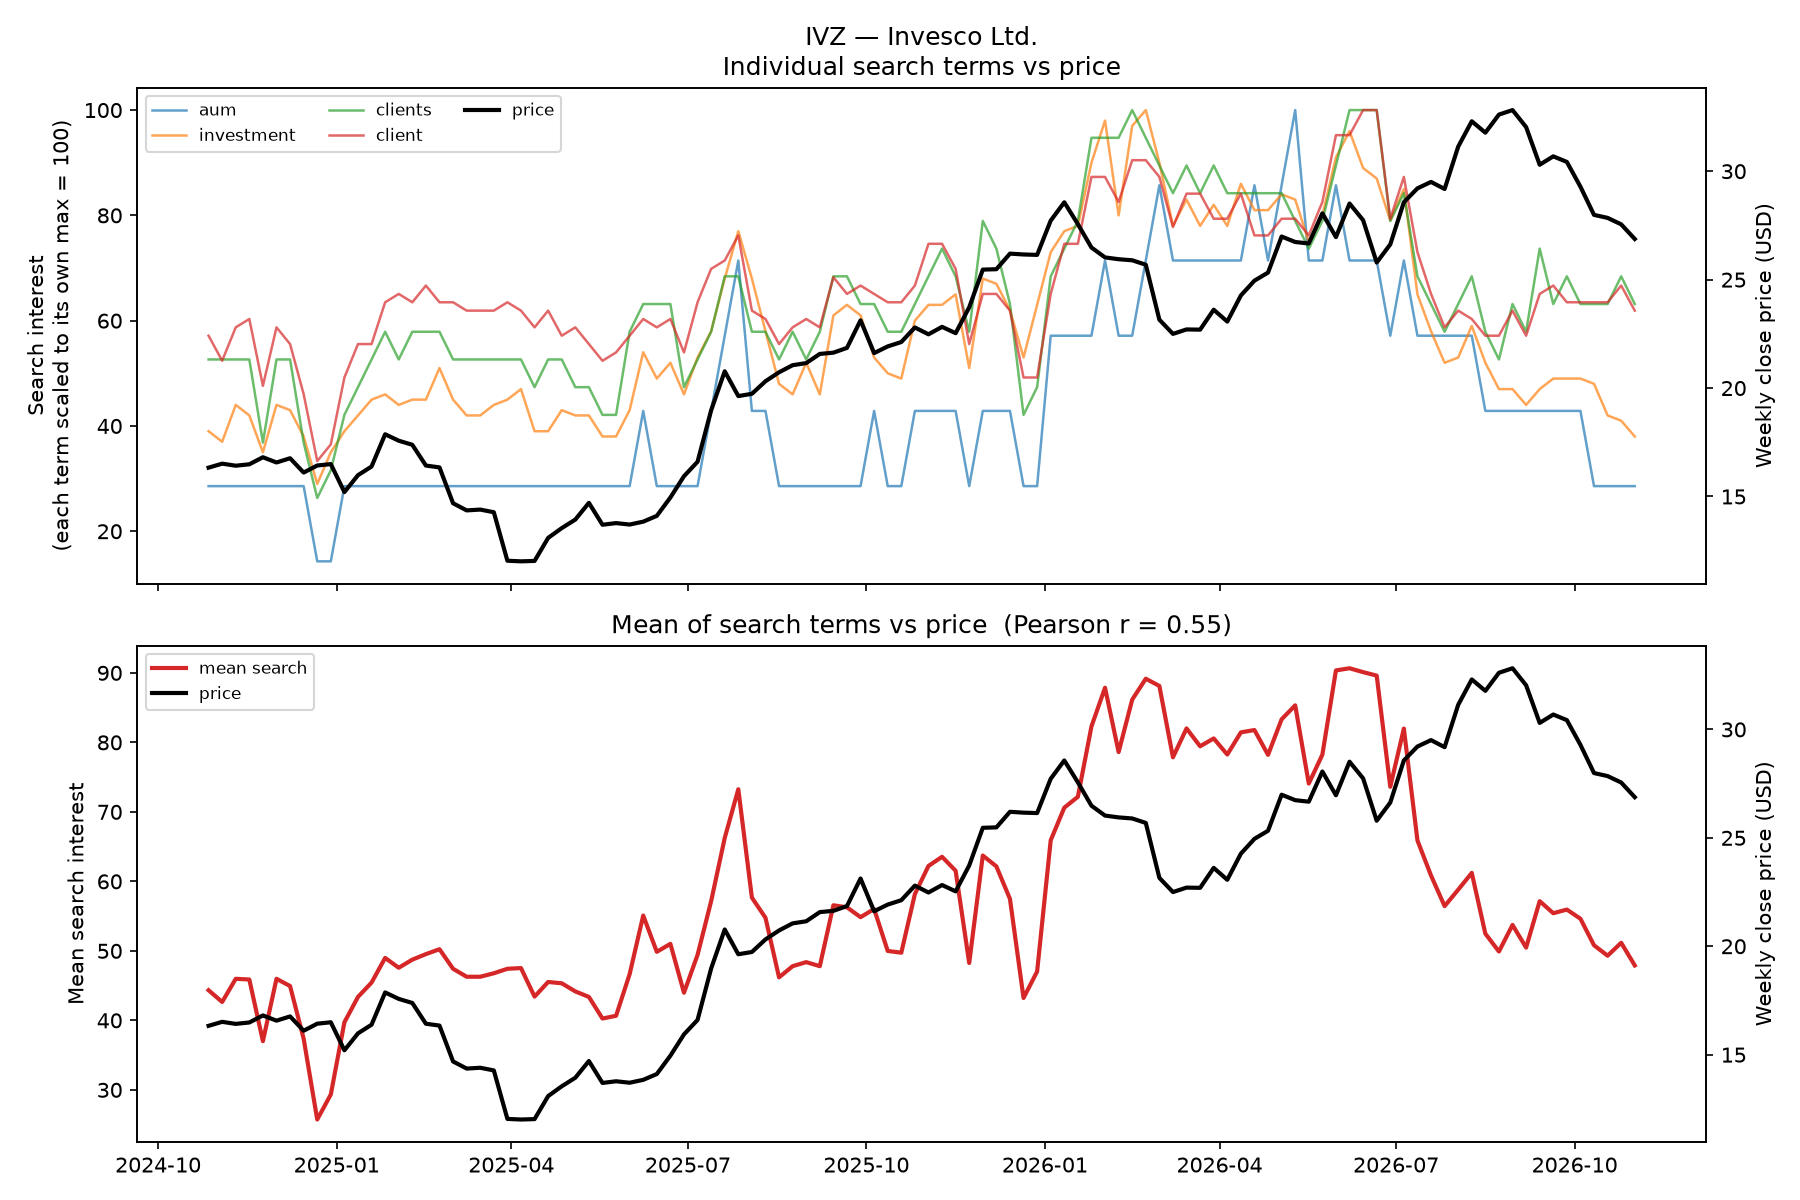 IVZ — Invesco Ltd.
Individual search terms vs price
aum
investment
clients
client
price
100
80
60
40
20
Search interest
(each term scaled to its own max = 100)
30
25
20
15
Weekly close price (USD)
Mean of search terms vs price  (Pearson r = 0.55)
mean search
price
90
80
70
60
50
40
30
Mean search interest
30
25
20
15
Weekly close price (USD)
2024-10
2025-01
2025-04
2025-07
2025-10
2026-01
2026-04
2026-07
2026-10